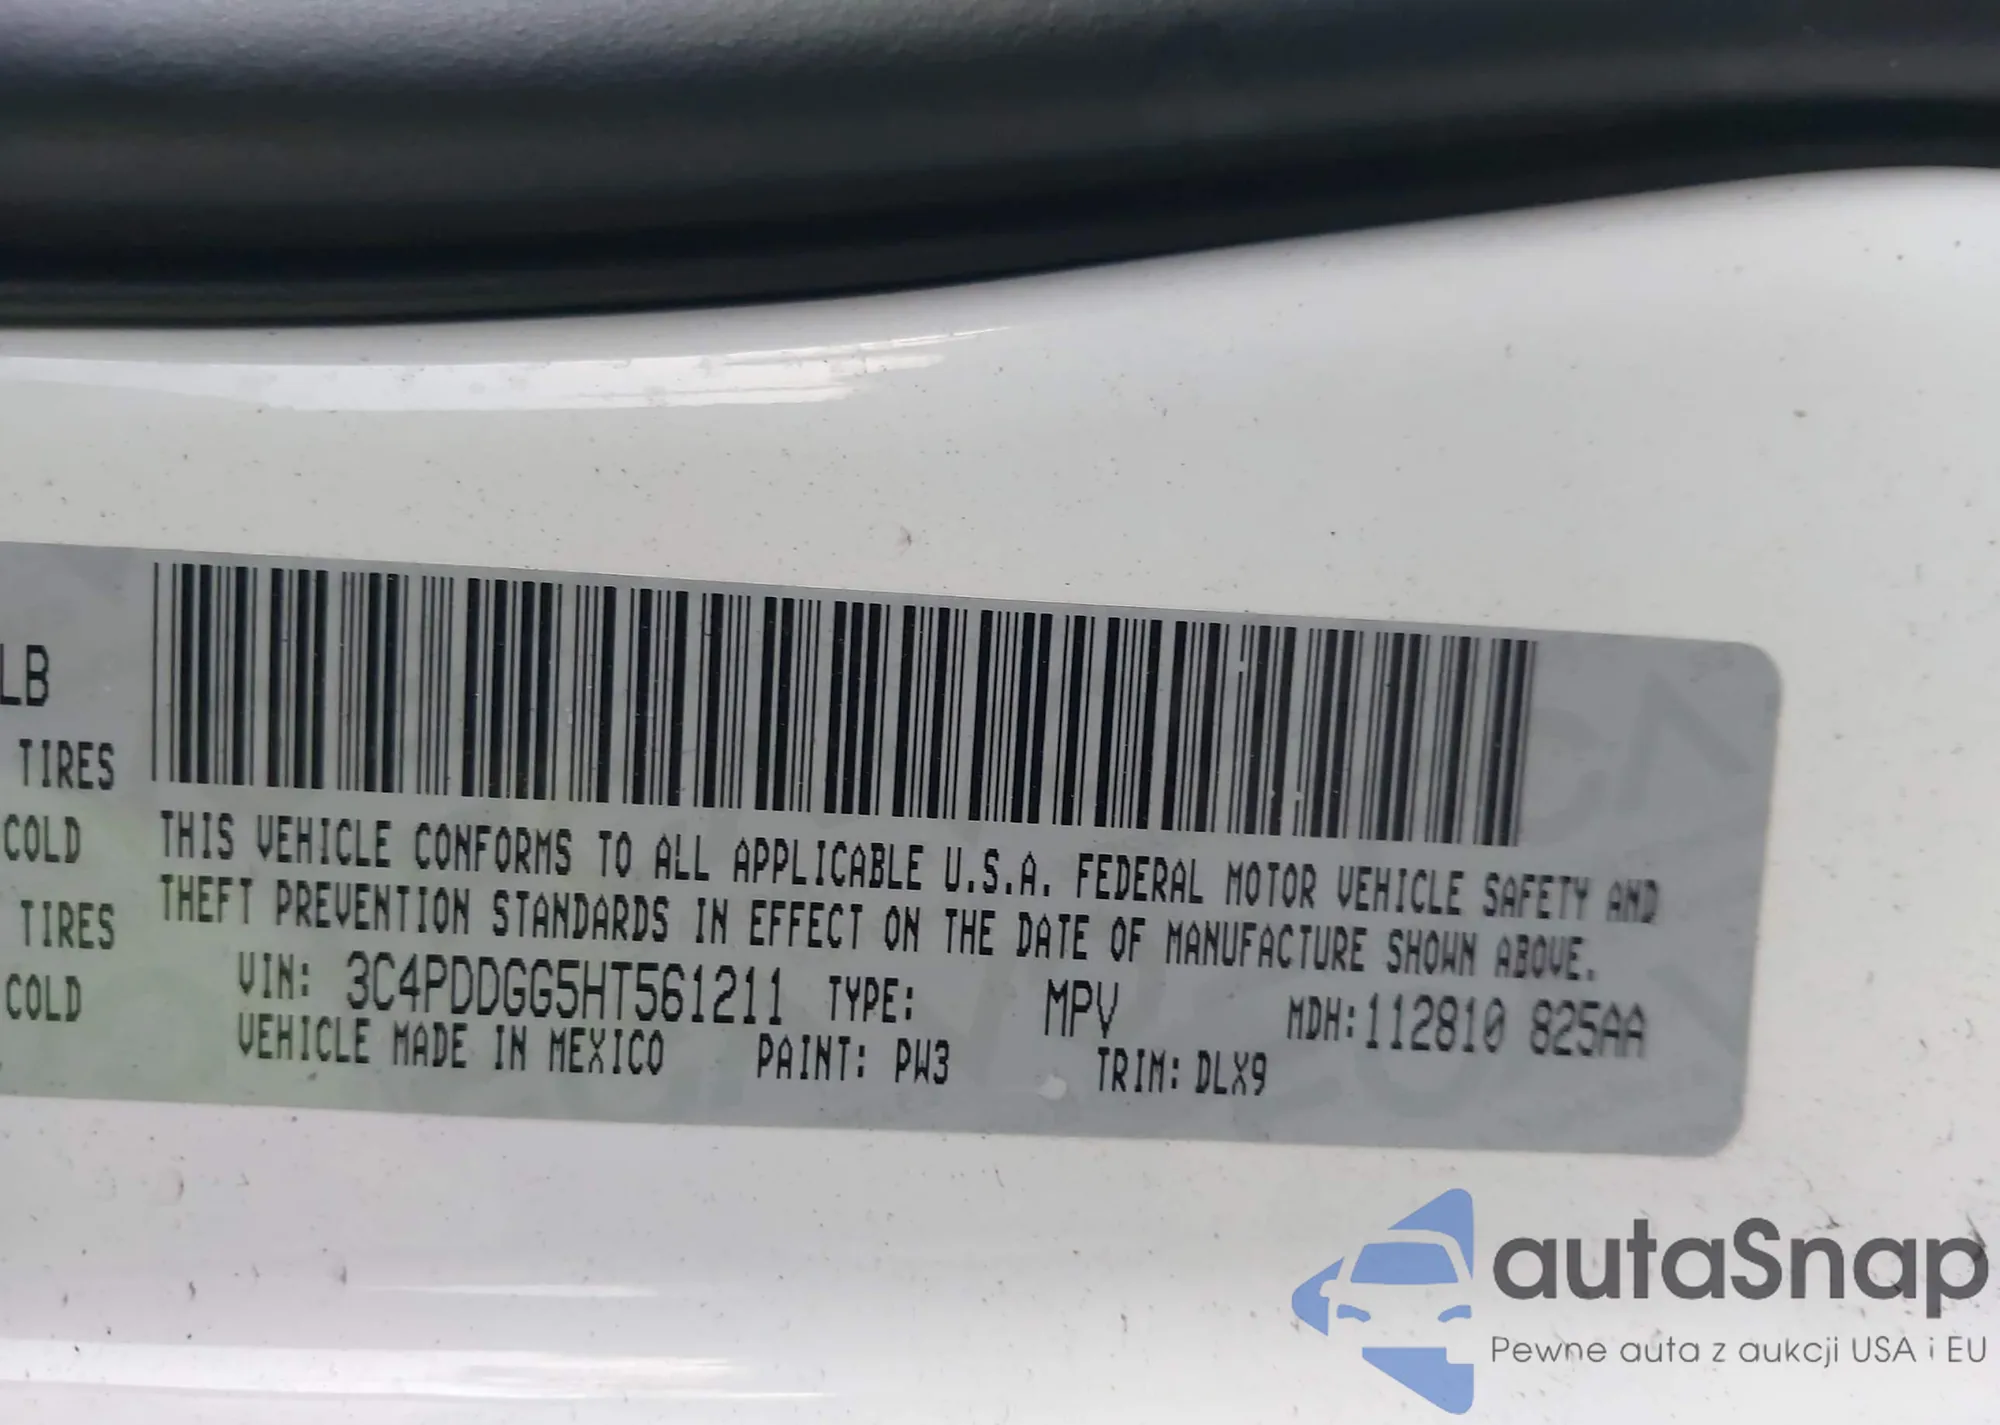 LB
TIRES
COLD
TIRES
COLD
THIS VEHICLE CONFORMS TO ALL APPLICABLE U.S.A. FEDERAL MOTOR VEHICLE SAFETY AND
THEFT PREVENTION STANDARDS IN EFFECT ON THE DATE OF MANUFACTURE SHOWN ABOVE.
VIN: 3C4PDDGG5HT561211 TYPE: MPV MDH:112810 825AA
VEHICLE MADE IN MEXICO PAINT: PW3 TRIM: DLX9
autaSnap
Pewne auta z aukcji USA i EU